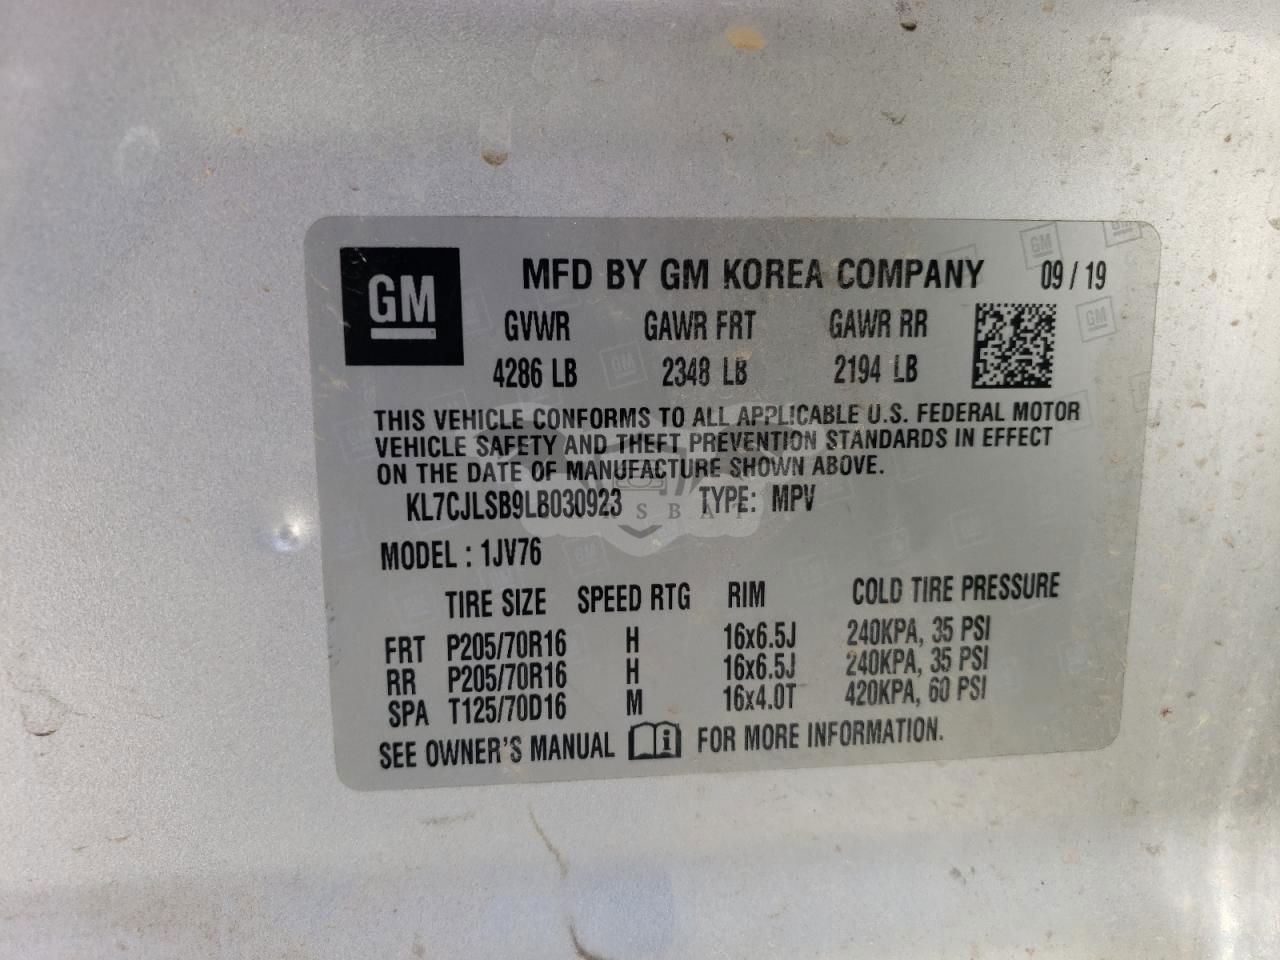 GM MFD BY GM KOREA COMPANY 09 / 19
GVWR GAWR FRT GAWR RR
4286 LB 2348 LB 2194 LB
THIS VEHICLE CONFORMS TO ALL APPLICABLE U.S. FEDERAL MOTOR
VEHICLE SAFETY AND THEFT PREVENTION STANDARDS IN EFFECT
ON THE DATE OF MANUFACTURE SHOWN ABOVE.
KL7CJLSB9LB030923 TYPE: MPV
MODEL : 1JV76
TIRE SIZE SPEED RTG RIM COLD TIRE PRESSURE
FRT P205/70R16 H 16x6.5J 240KPA, 35 PSI
RR P205/70R16 H 16x6.5J 240KPA, 35 PSI
SPA T125/70D16 M 16x4.0T 420KPA, 60 PSI
SEE OWNER'S MANUAL FOR MORE INFORMATION.